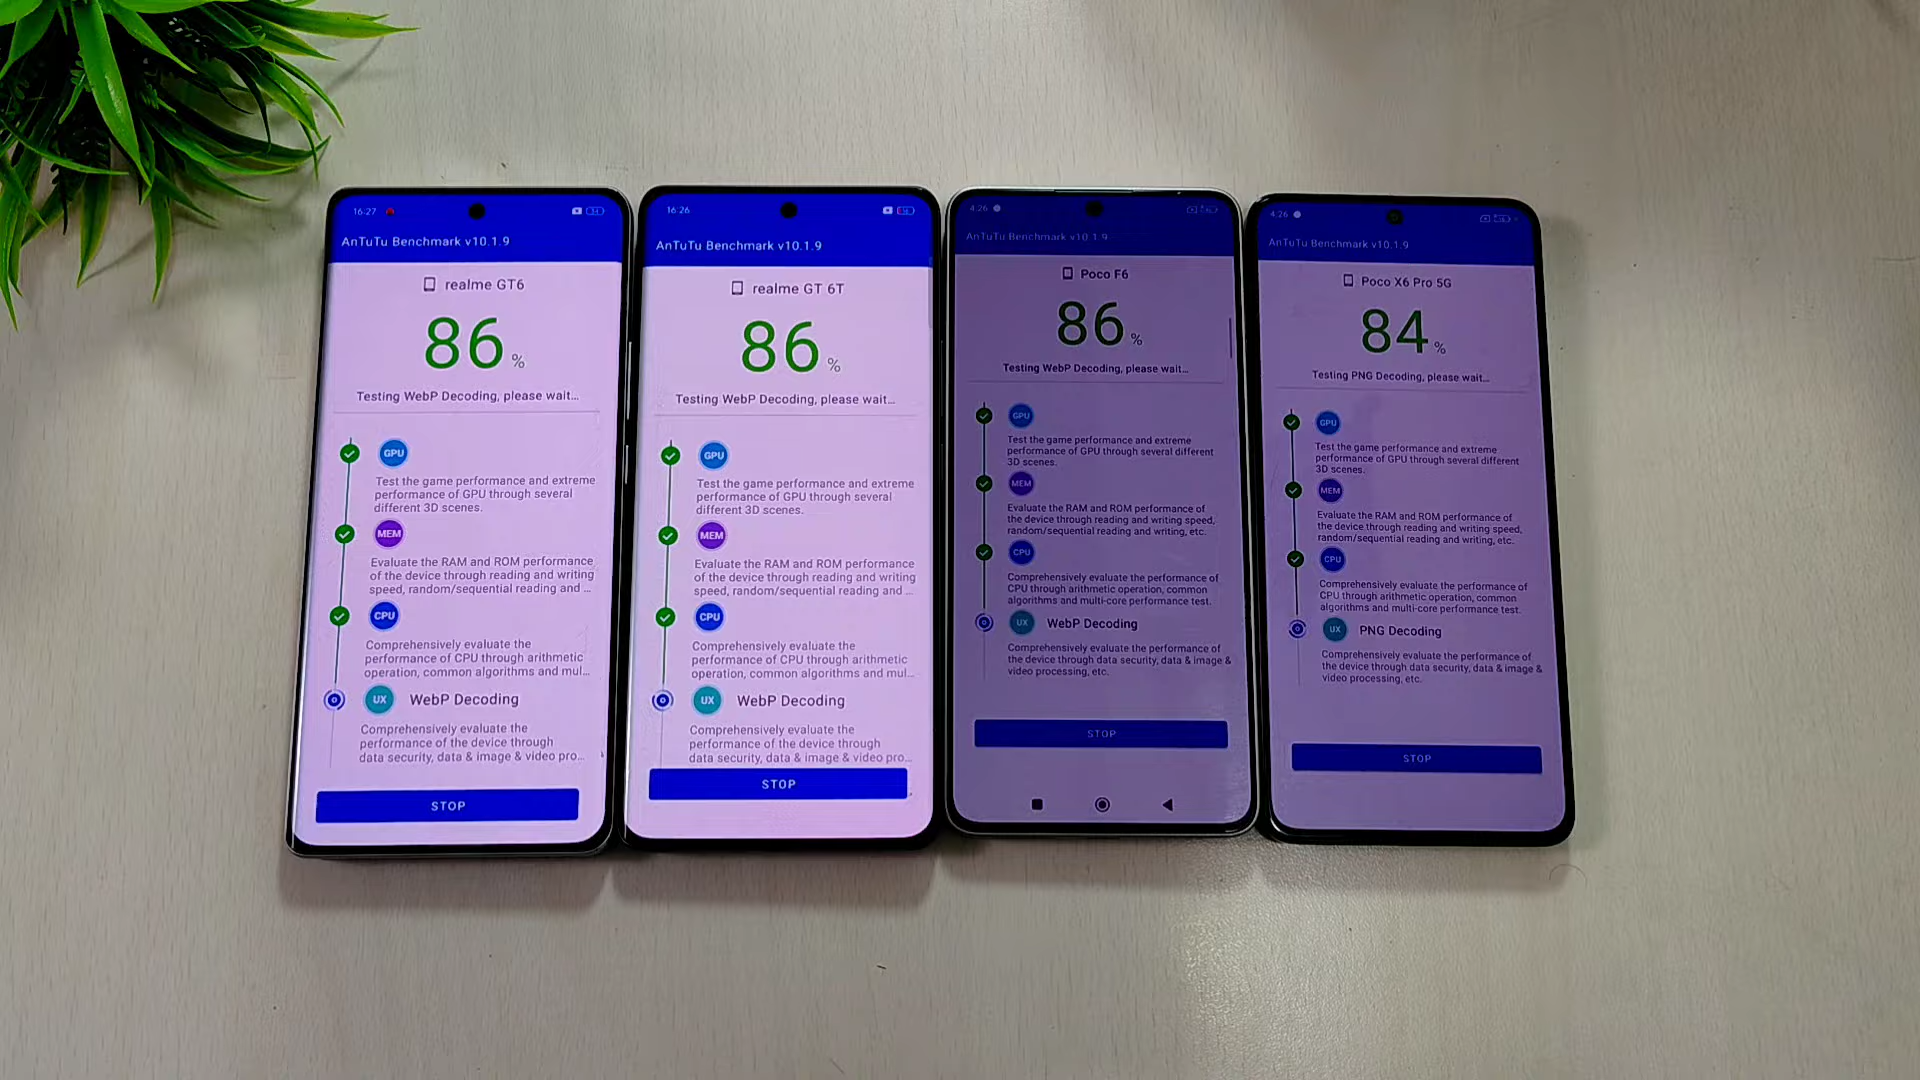 16:27
AnTuTu Benchmark v10.1.9
realme GT6
86 %
Testing WebP Decoding, please wait...
GPU
Test the game performance and extreme
performance of GPU through several
different 3D scenes.
MEM
Evaluate the RAM and ROM performance
of the device through reading and writing
speed, random/sequential reading and ...
CPU
Comprehensively evaluate the
performance of CPU through arithmetic
operation, common algorithms and mul...
UX WebP Decoding
Comprehensively evaluate the
performance of the device through
data security, data & image & video pro...
STOP
16:26
AnTuTu Benchmark v10.1.9
realme GT 6T
86 %
Testing WebP Decoding, please wait...
GPU
Test the game performance and extreme
performance of GPU through several
different 3D scenes.
MEM
Evaluate the RAM and ROM performance
of the device through reading and writing
speed, random/sequential reading and ...
CPU
Comprehensively evaluate the
performance of CPU through arithmetic
operation, common algorithms and mul...
UX WebP Decoding
Comprehensively evaluate the
performance of the device through
data security, data & image & video pro...
STOP
4:26
AnTuTu Benchmark v10.1.9
Poco F6
86 %
Testing WebP Decoding, please wait...
GPU
Test the game performance and extreme
performance of GPU through several different
3D scenes.
MEM
Evaluate the RAM and ROM performance of
the device through reading and writing speed,
random/sequential reading and writing, etc.
CPU
Comprehensively evaluate the performance of
CPU through arithmetic operation, common
algorithms and multi-core performance test.
UX WebP Decoding
Comprehensively evaluate the performance of
the device through data security, data & image &
video processing, etc.
STOP
4:26
AnTuTu Benchmark v10.1.9
Poco X6 Pro 5G
84 %
Testing PNG Decoding, please wait...
GPU
Test the game performance and extreme
performance of GPU through several different
3D scenes.
MEM
Evaluate the RAM and ROM performance of
the device through reading and writing speed,
random/sequential reading and writing, etc.
CPU
Comprehensively evaluate the performance of
CPU through arithmetic operation, common
algorithms and multi-core performance test.
UX PNG Decoding
Comprehensively evaluate the performance of
the device through data security, data & image &
video processing, etc.
STOP